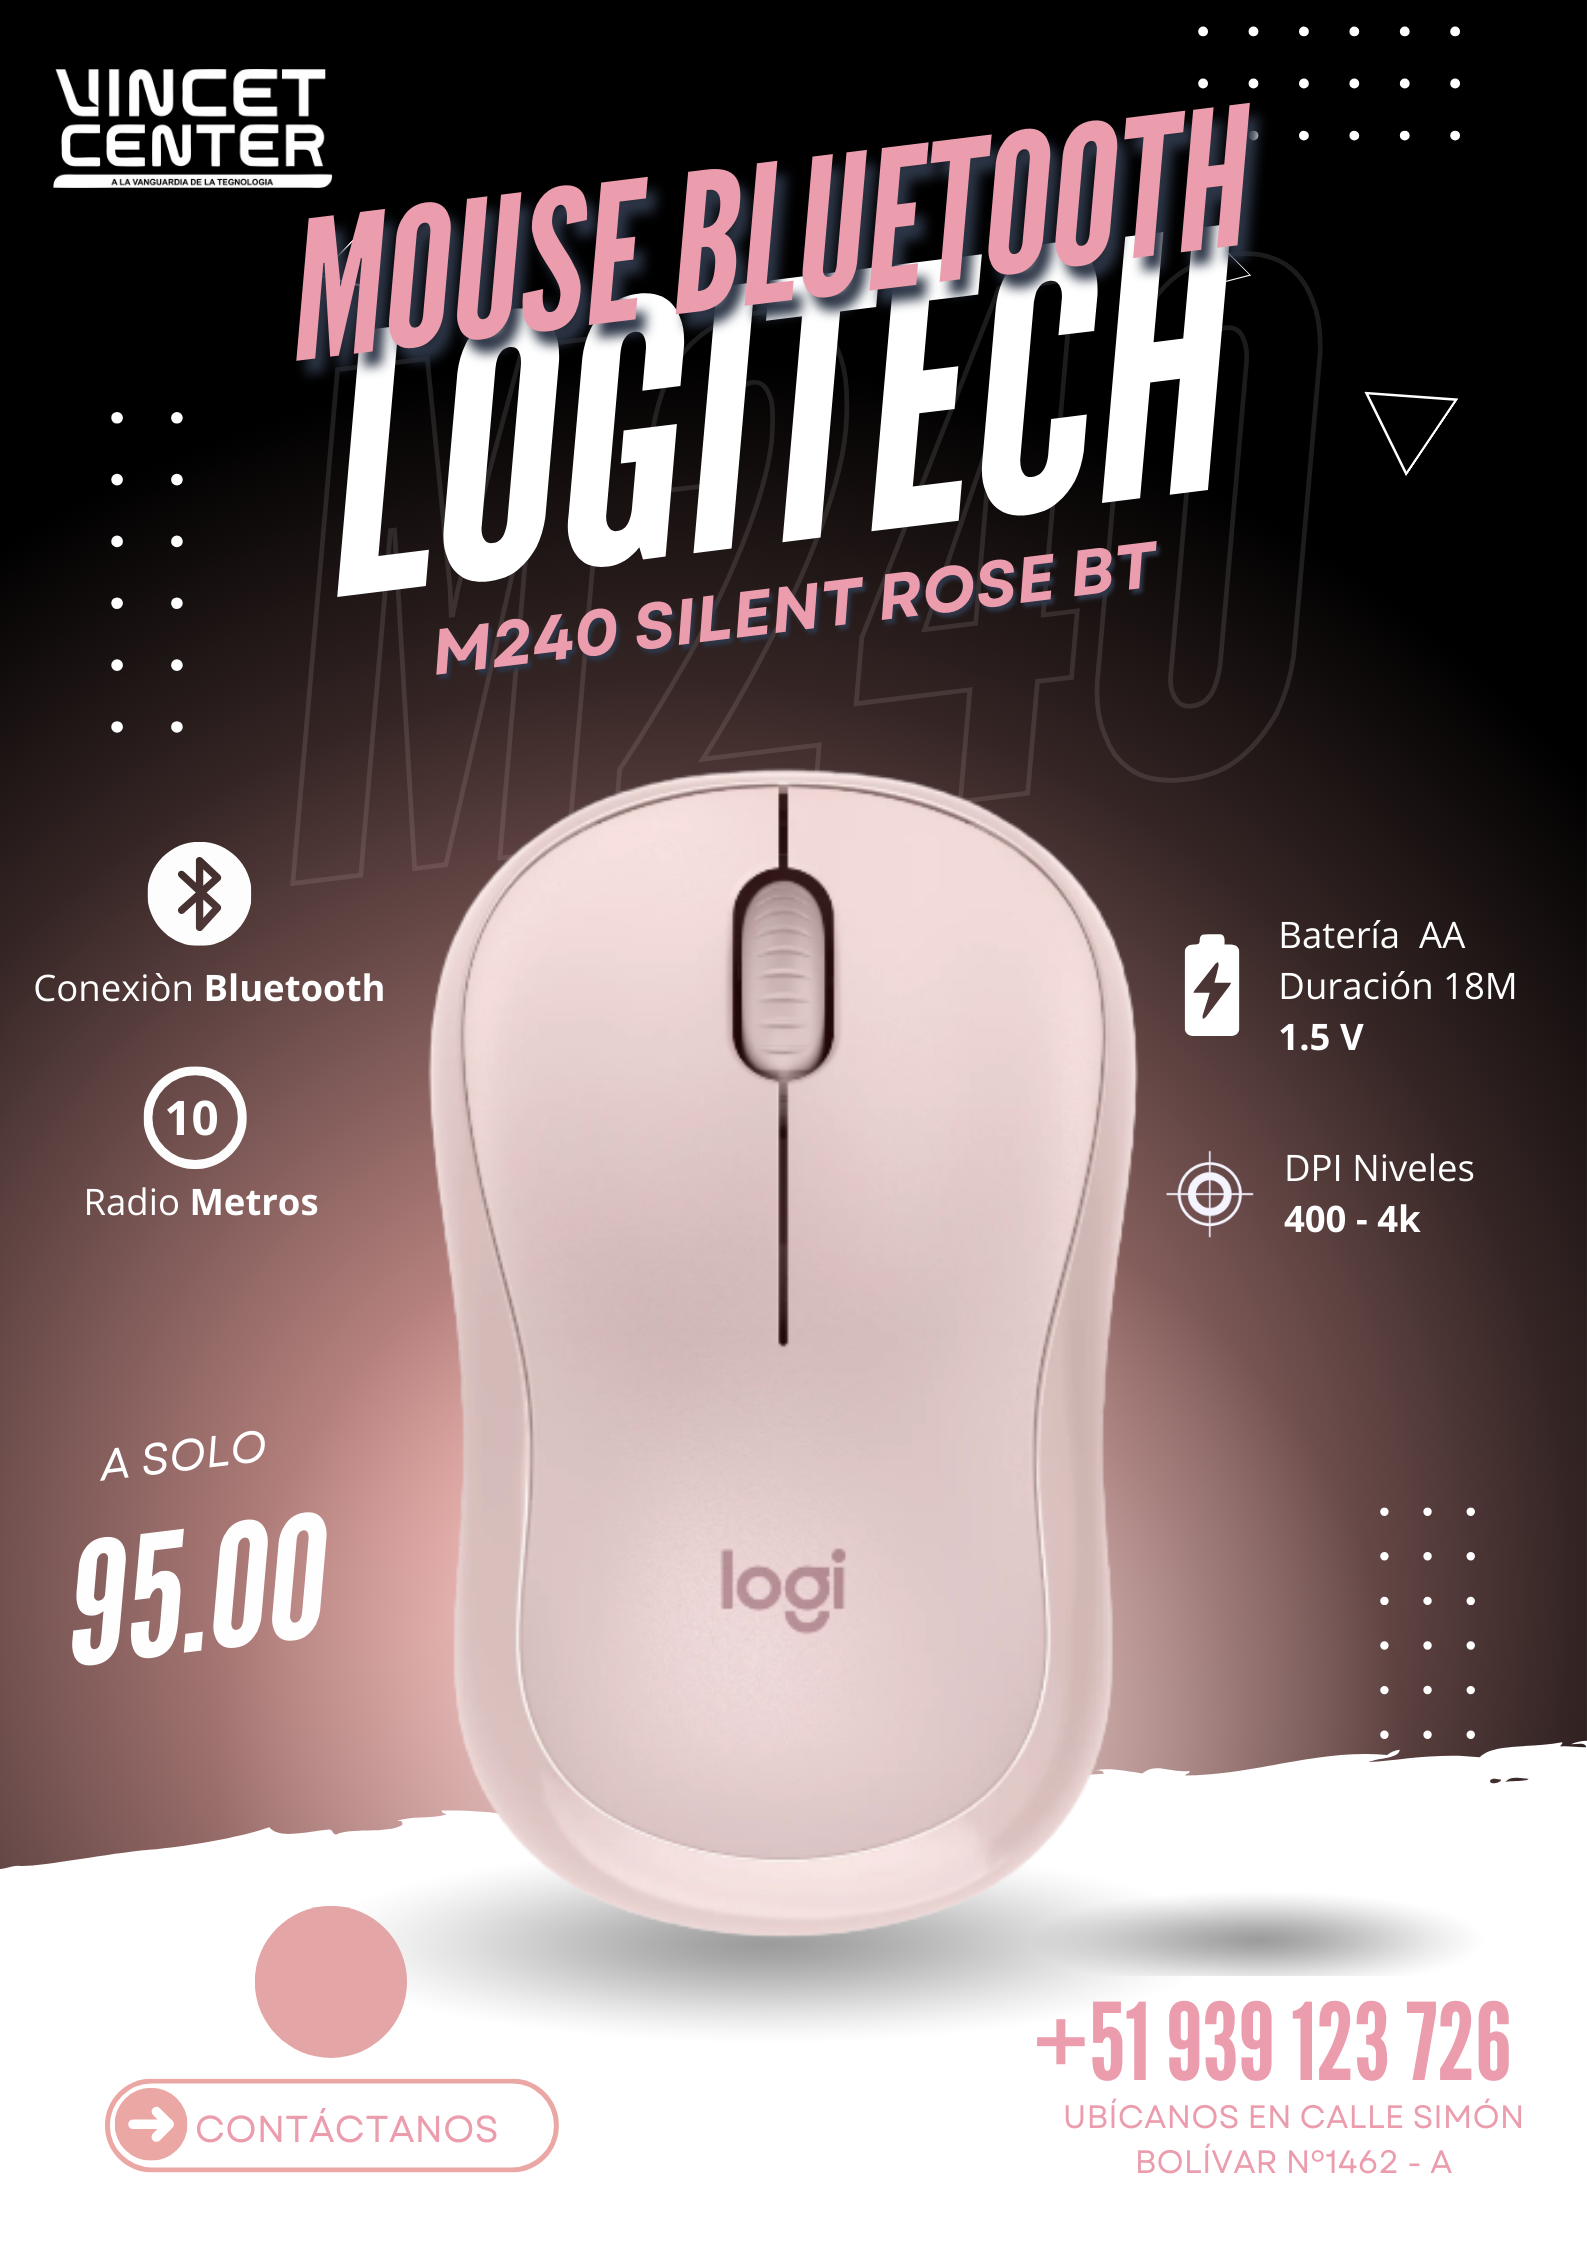 VINCET
CENTER
A LA VANGUARDIA DE LA TEGNOLOGIA
MOUSE BLUETOOTH
LOGITECH
M240 SILENT ROSE BT
M240
Conexiòn Bluetooth
10
Radio Metros
Batería AA
Duración 18M
1.5 V
DPI Niveles
400 - 4k
A SOLO
95.00
logi
CONTÁCTANOS
+51 939 123 726
UBÍCANOS EN CALLE SIMÓN
BOLÍVAR Nº1462 - A